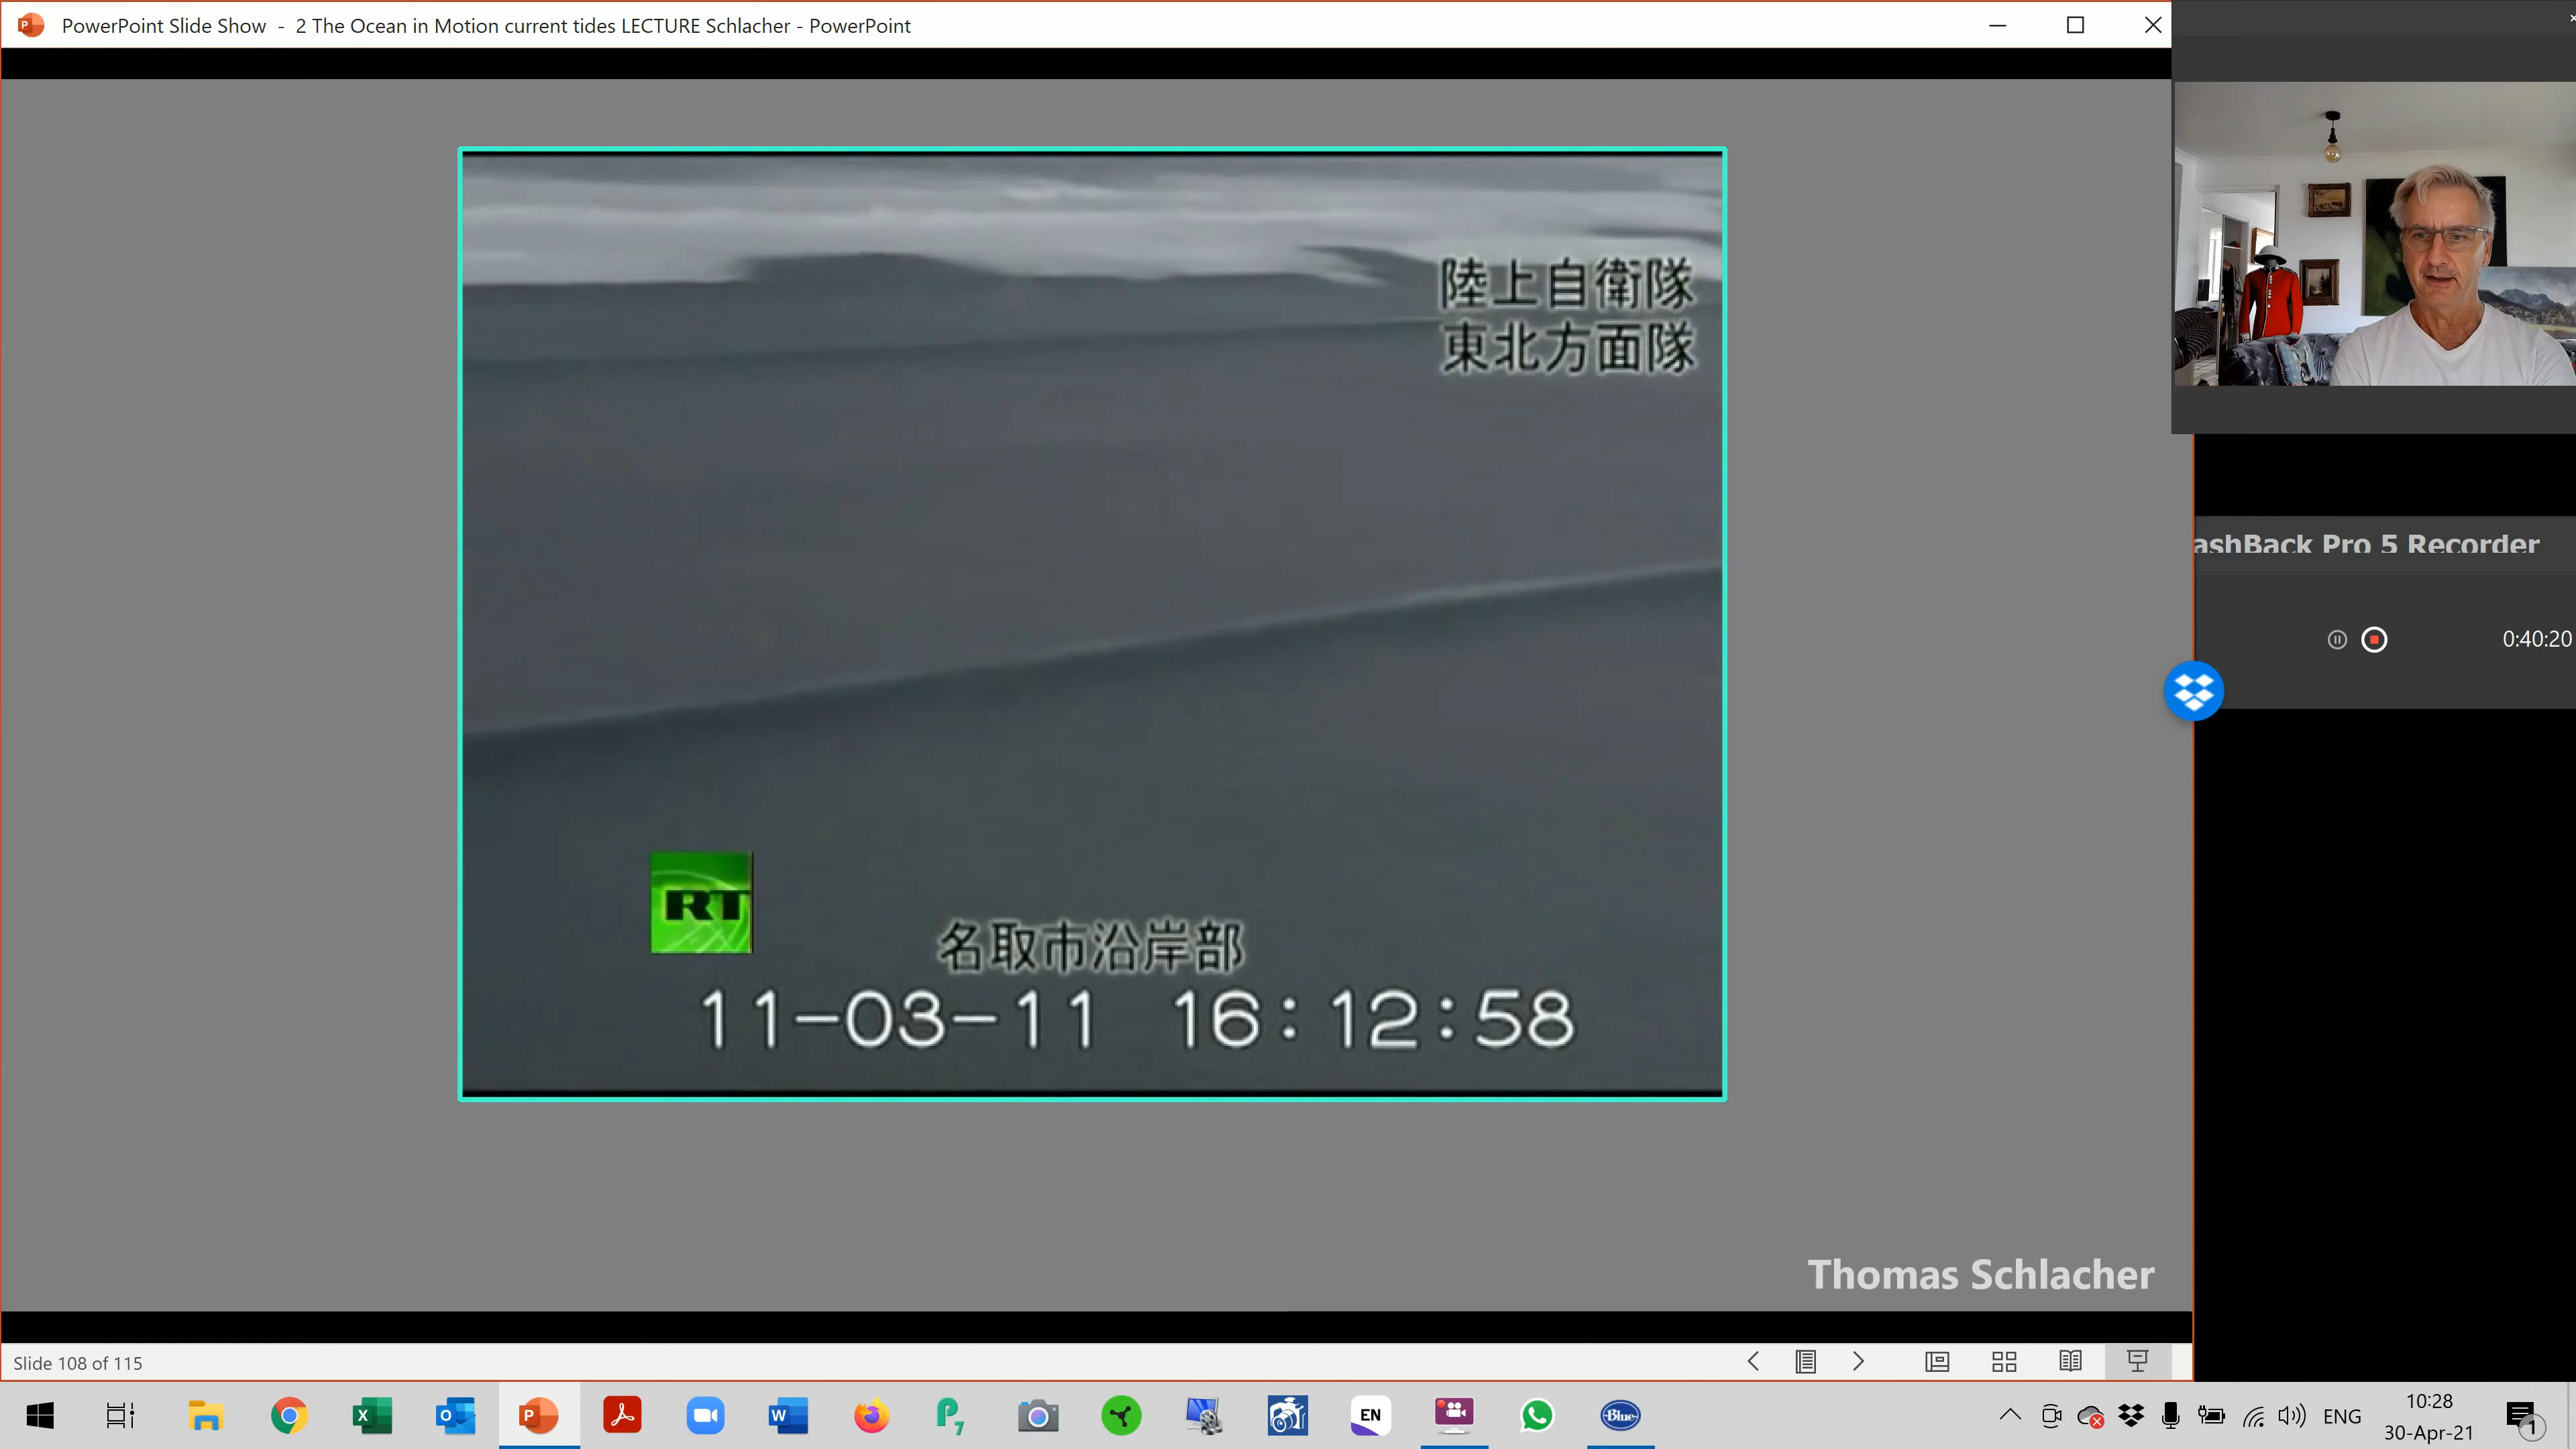 PowerPoint Slide Show - 2 The Ocean in Motion current tides LECTURE Schlacher - PowerPoint
陸上自衛隊
東北方面隊
ashBack Pro 5 Recorder
0:40:20
RT
名取市沿岸部
11-03-11 16:12:58
Thomas Schlacher
Slide 108 of 115
EN
Blue
ENG
10:28
30-Apr-21
1